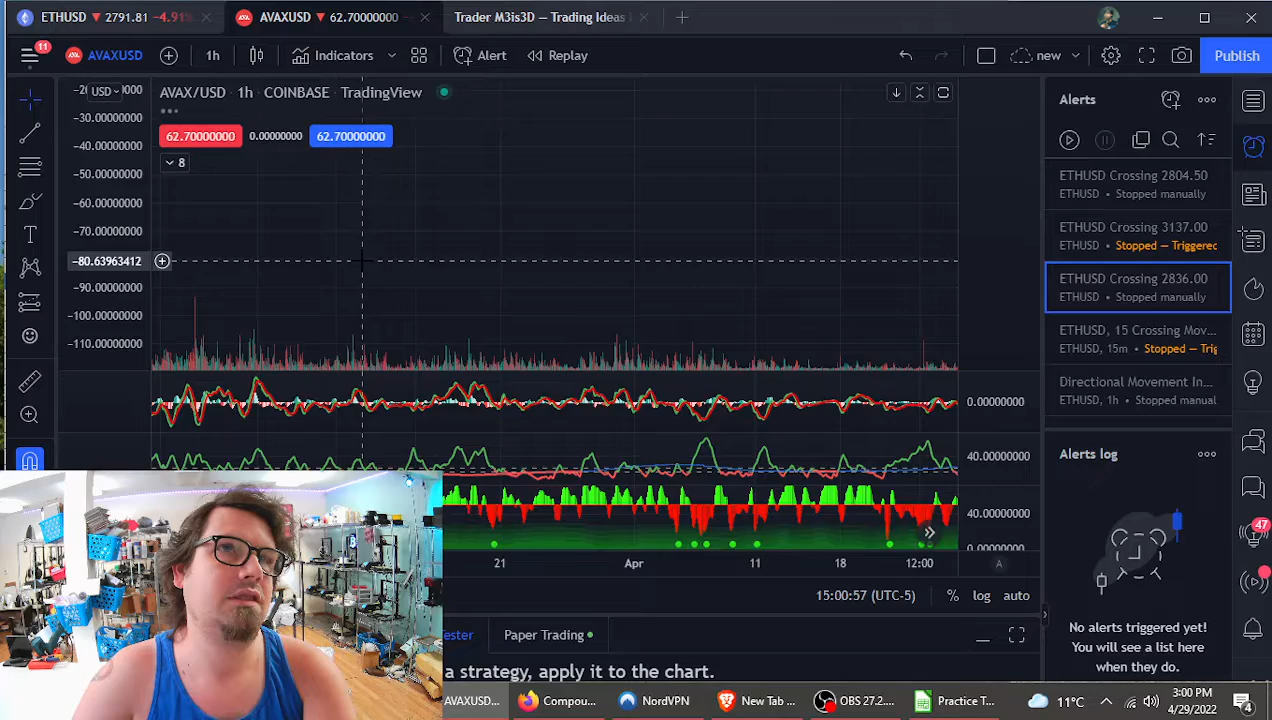 ETHUSD ▼ 2791.81 −4.91%
AVAXUSD ▼ 62.70000000
Trader M3is3D — Trading Ideas
11
AVAXUSD
1h
Indicators
Alert
Replay
new
Publish
USD
AVAX/USD · 1h · COINBASE · TradingView
62.70000000
0.00000000
62.70000000
8
−30.00000000
−40.00000000
−50.00000000
−60.00000000
−70.00000000
−80.63963412
−90.00000000
−100.00000000
−110.00000000
0.00000000
40.00000000
40.00000000
0.00000000
21
Apr
11
18
12:00
A
15:00:57 (UTC-5)
%
log
auto
ester
Paper Trading
a strategy, apply it to the chart.
Alerts
ETHUSD Crossing 2804.50
ETHUSD • Stopped manually
ETHUSD Crossing 3137.00
ETHUSD • Stopped — Triggered
ETHUSD Crossing 2836.00
ETHUSD • Stopped manually
ETHUSD, 15 Crossing Mov...
ETHUSD, 15m • Stopped — Trig
Directional Movement In...
ETHUSD, 1h • Stopped manual
Alerts log
No alerts triggered yet!
You will see a list here
when they do.
47
AVAXUSD...
Compou...
NordVPN
New Tab ...
OBS 27.2....
Practice T...
11°C
3:00 PM
4/29/2022
4